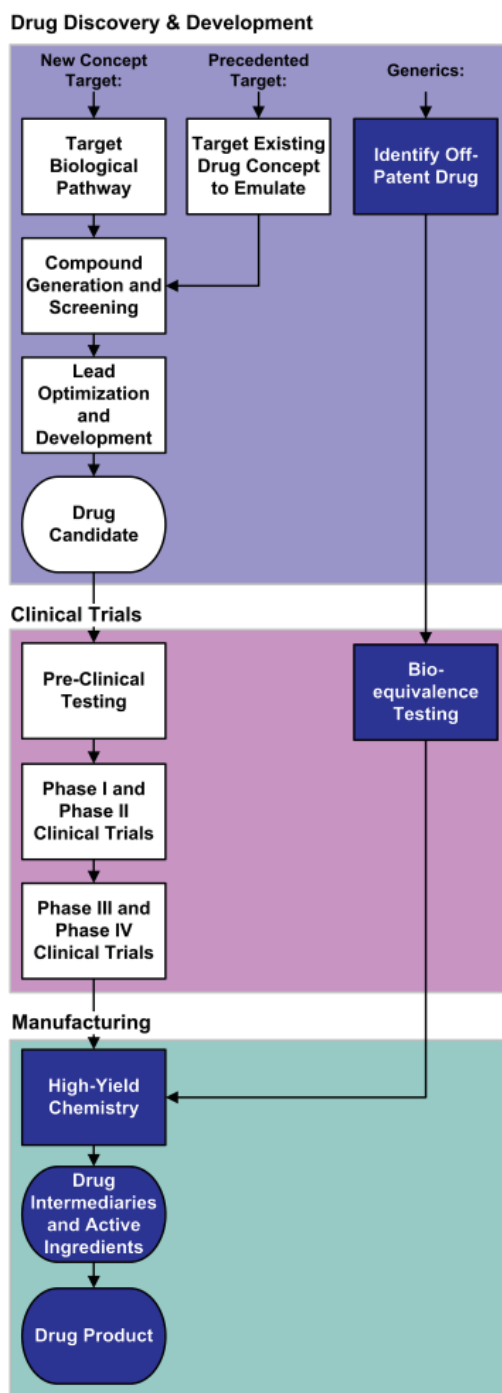 Drug Discovery & Development
New Concept
Target:
Precedented
Target:
Generics:
Target
Biological
Pathway
Target Existing
Drug Concept
to Emulate
Identify Off-
Patent Drug
Compound
Generation and
Screening
Lead
Optimization
and
Development
Drug
Candidate
Clinical Trials
Pre-Clinical
Testing
Bio-
equivalence
Testing
Phase I and
Phase II
Clinical Trials
Phase III and
Phase IV
Clinical Trials
Manufacturing
High-Yield
Chemistry
Drug
Intermediaries
and Active
Ingredients
Drug Product